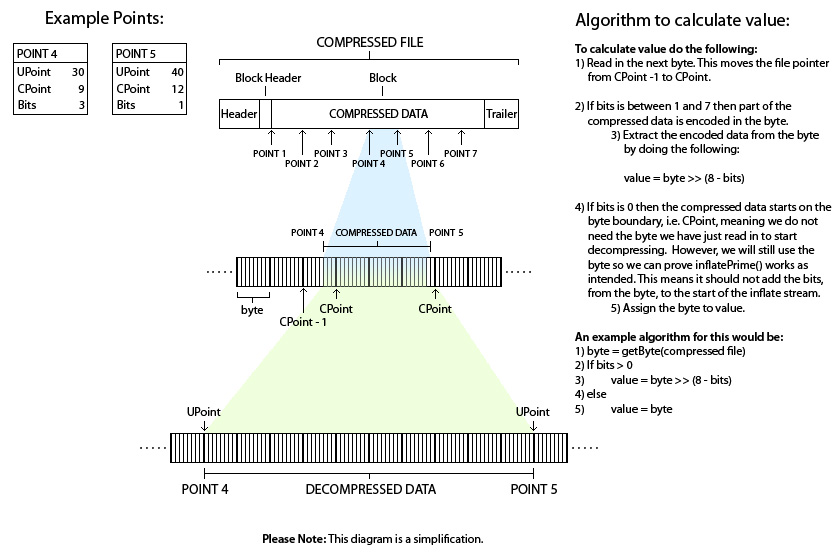 Example Points:
POINT 4
UPoint 30
CPoint 9
Bits 3
POINT 5
UPoint 40
CPoint 12
Bits 1
COMPRESSED FILE
Block Header
Block
Header
COMPRESSED DATA
Trailer
POINT 1
POINT 2
POINT 3
POINT 4
POINT 5
POINT 6
POINT 7
POINT 4
COMPRESSED DATA
POINT 5
byte
CPoint - 1
CPoint
CPoint
UPoint
UPoint
POINT 4
DECOMPRESSED DATA
POINT 5
Please Note: This diagram is a simplification.
Algorithm to calculate value:
To calculate value do the following:
1) Read in the next byte. This moves the file pointer
from CPoint -1 to CPoint.
2) If bits is between 1 and 7 then part of the
compressed data is encoded in the byte.
3) Extract the encoded data from the byte
by doing the following:
value = byte >> (8 - bits)
4) If bits is 0 then the compressed data starts on the
byte boundary, i.e. CPoint, meaning we do not
need the byte we have just read in to start
decompressing. However, we will still use the
byte so we can prove inflatePrime() works as
intended. This means it should not add the bits,
from the byte, to the start of the inflate stream.
5) Assign the byte to value.
An example algorithm for this would be:
1) byte = getByte(compressed file)
2) If bits > 0
3) value = byte >> (8 - bits)
4) else
5) value = byte